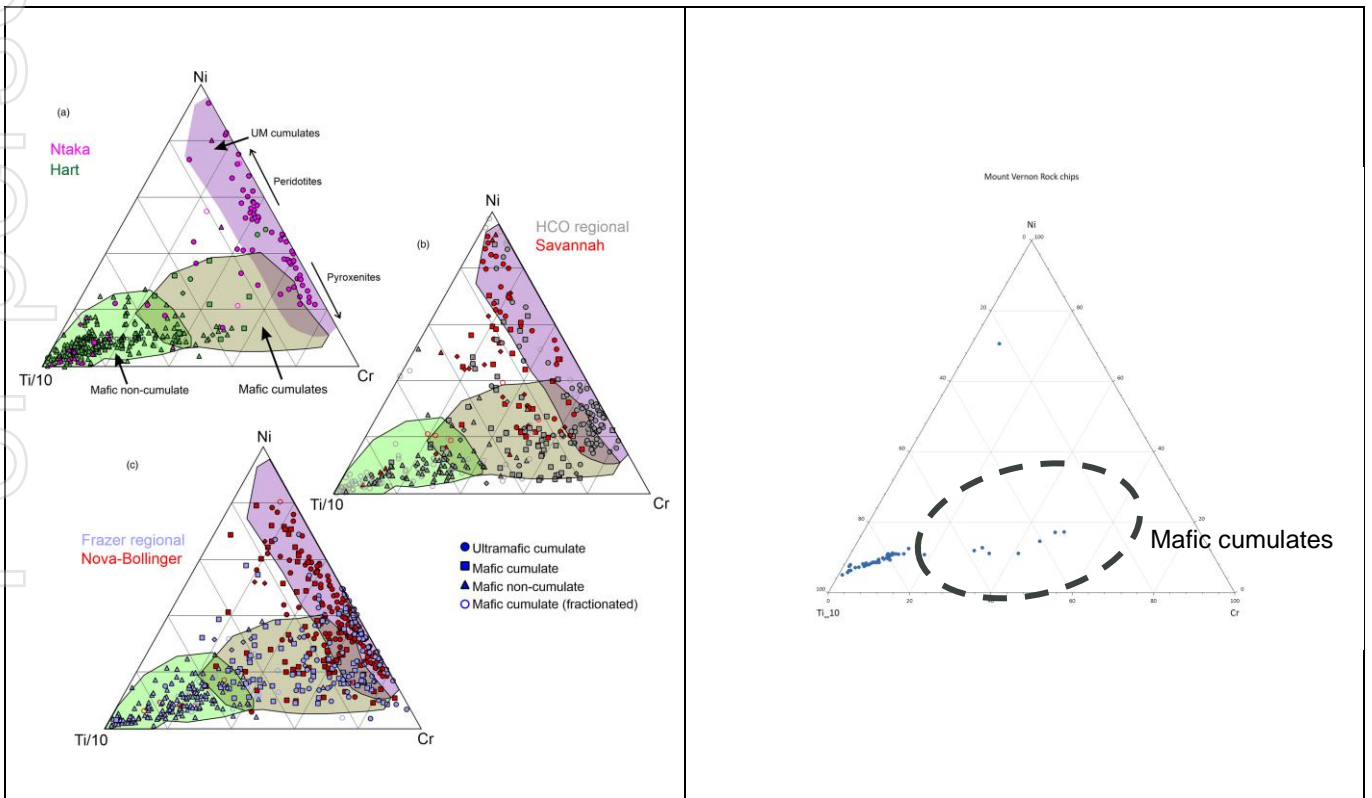 Ni
(a)
UM cumulates
Ntaka
Hart
Peridotites
Pyroxenites
Ti/10
Cr
Mafic non-cumulate
Mafic cumulates
Ni
HCO regional
Savannah
(b)
Ti/10
Cr
Ni
(c)
Frazer regional
Nova-Bollinger
Ti/10
Cr
Ultramafic cumulate
Mafic cumulate
Mafic non-cumulate
Mafic cumulate (fractionated)
Mount Vernon Rock chips
Ni
0 100
20 80
40 60
60 40
80 20
Mafic cumulates
100 0
0 20 40 60 80 100
Ti_10
Cr